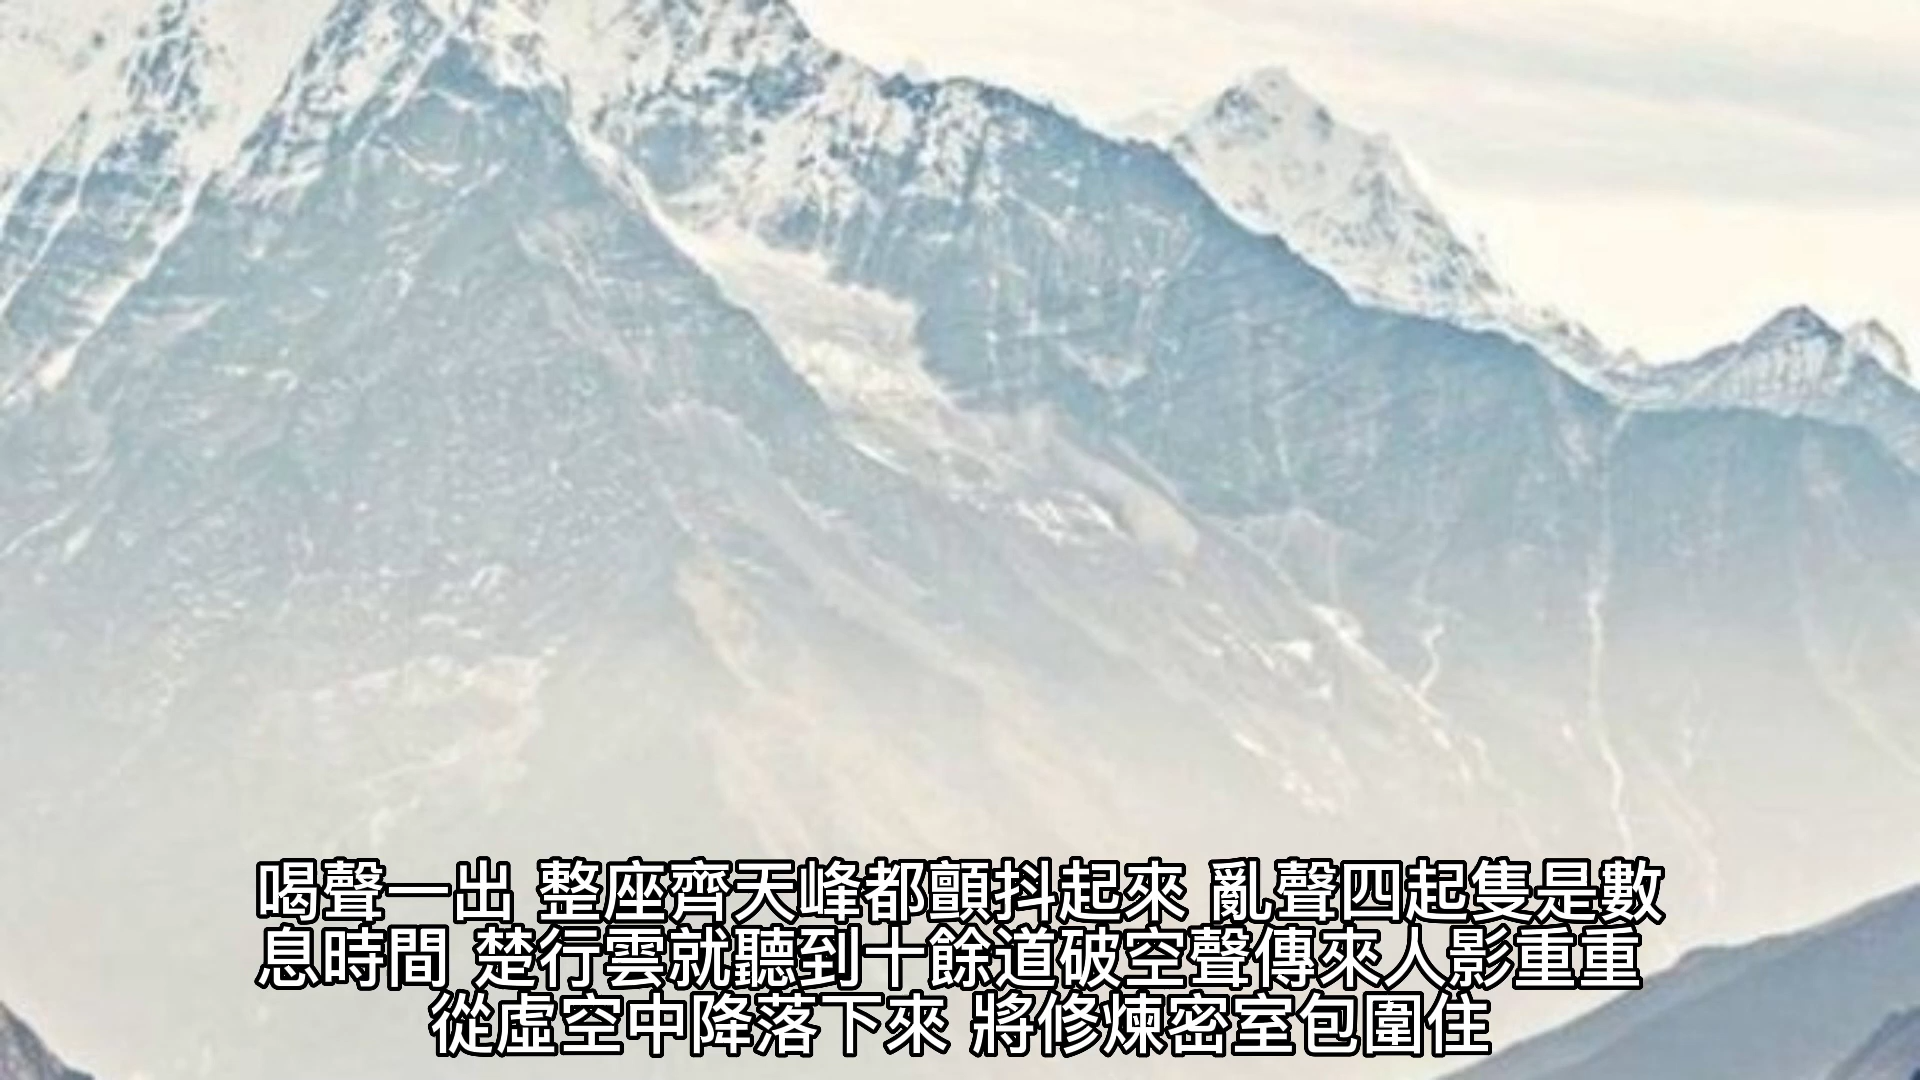 喝聲一出 整座齊天峰都顫抖起來 亂聲四起隻是數
息時間 楚行雲就聽到十餘道破空聲傳來人影重重
從虛空中降落下來 將修煉密室包圍住